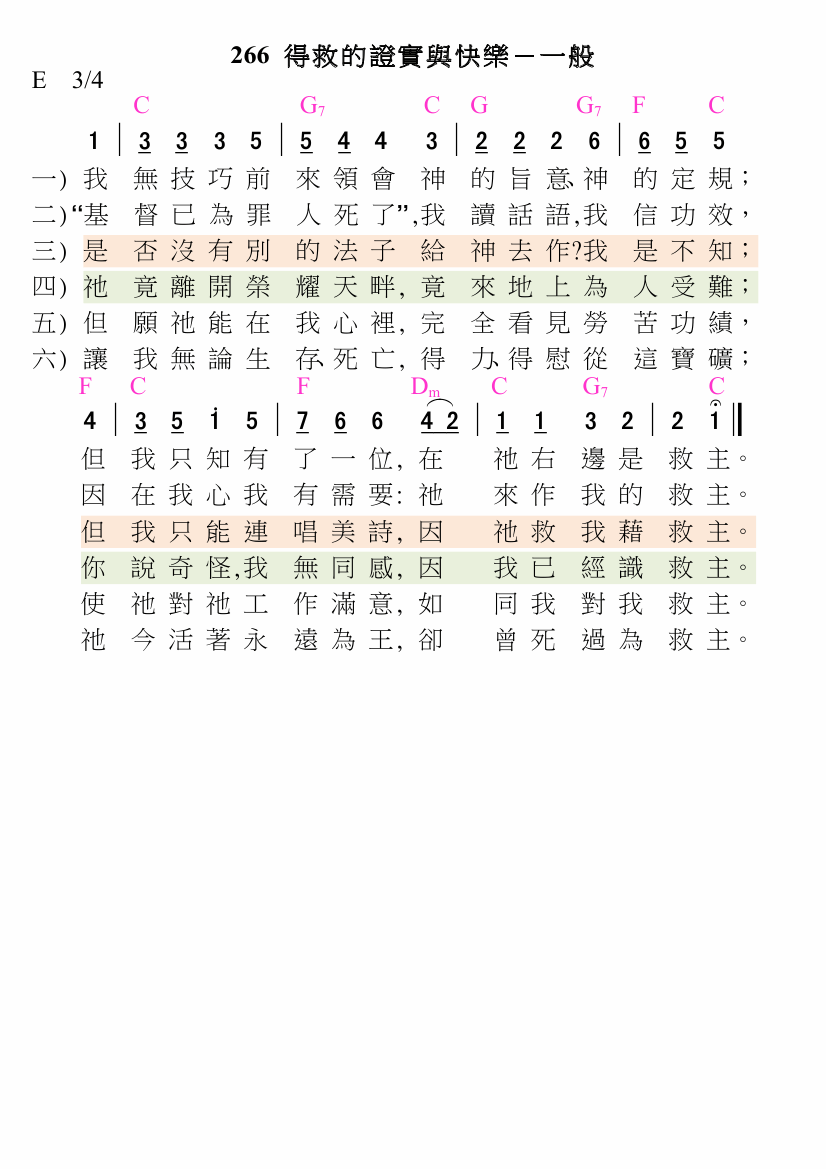 266 得救的證實與快樂－一般
E 3/4
C G7 C G G7 F C
1 | 3 3 3 5 | 5 4 4 3 | 2 2 2 6 | 6 5 5
一) 我 無 技 巧 前 來 領 會 神 的 旨 意、神 的 定 規；
二) “基 督 已 為 罪 人 死 了”,我 讀 話 語,我 信 功 效，
三) 是 否 沒 有 別 的 法 子 給 神 去 作?我 是 不 知；
四) 祂 竟 離 開 榮 耀 天 畔, 竟 來 地 上 為 人 受 難；
五) 但 願 祂 能 在 我 心 裡, 完 全 看 見 勞 苦 功 績，
六) 讓 我 無 論 生 存、死 亡, 得 力、得 慰 從 這 寶 礦；
F C F Dm C G7 C
4 | 3 5 i 5 | 7 6 6 4 2 | 1 1 3 2 | 2 i ‖
但 我 只 知 有 了 一 位, 在 祂 右 邊 是 救 主。
因 在 我 心 我 有 需 要: 祂 來 作 我 的 救 主。
但 我 只 能 連 唱 美 詩, 因 祂 救 我 藉 救 主。
你 說 奇 怪,我 無 同 感, 因 我 已 經 識 救 主。
使 祂 對 祂 工 作 滿 意, 如 同 我 對 我 救 主。
祂 今 活 著 永 遠 為 王, 卻 曾 死 過 為 救 主。